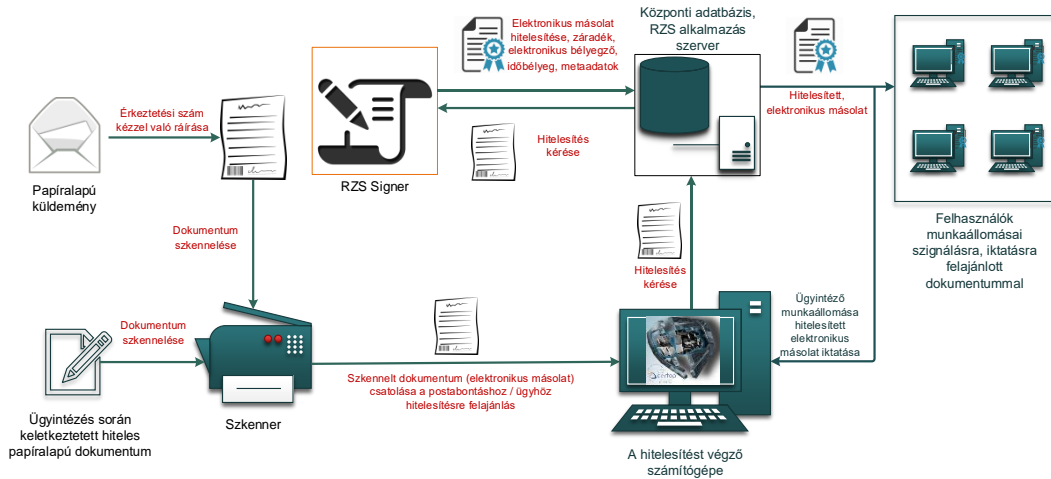 Elektronikus másolat
hitelesítése, záradék,
elektronikus bélyegző,
időbélyeg, metaadatok
Központi adatbázis,
RZS alkalmazás
szerver
Érkeztetési szám
kézzel való ráírása
Hitelesített,
elektronikus másolat
Hitelesítés
kérése
Papíralapú
küldemény
RZS Signer
Felhasználók
munkaállomásai
szignálásra, iktatásra
felajánlott
dokumentummal
Dokumentum
szkennelése
Hitelesítés
kérése
Dokumentum
szkennelése
Ügyintéző
munkaállomása
hitelesített
elektronikus
másolat iktatása
Szkennelt dokumentum (elektronikus másolat)
csatolása a postabontáshoz / ügyhöz
hitelesítésre felajánlás
Ügyintézés során
keletkeztetett hiteles
papíralapú dokumentum
Szkenner
A hitelesítést végző
számítógépe